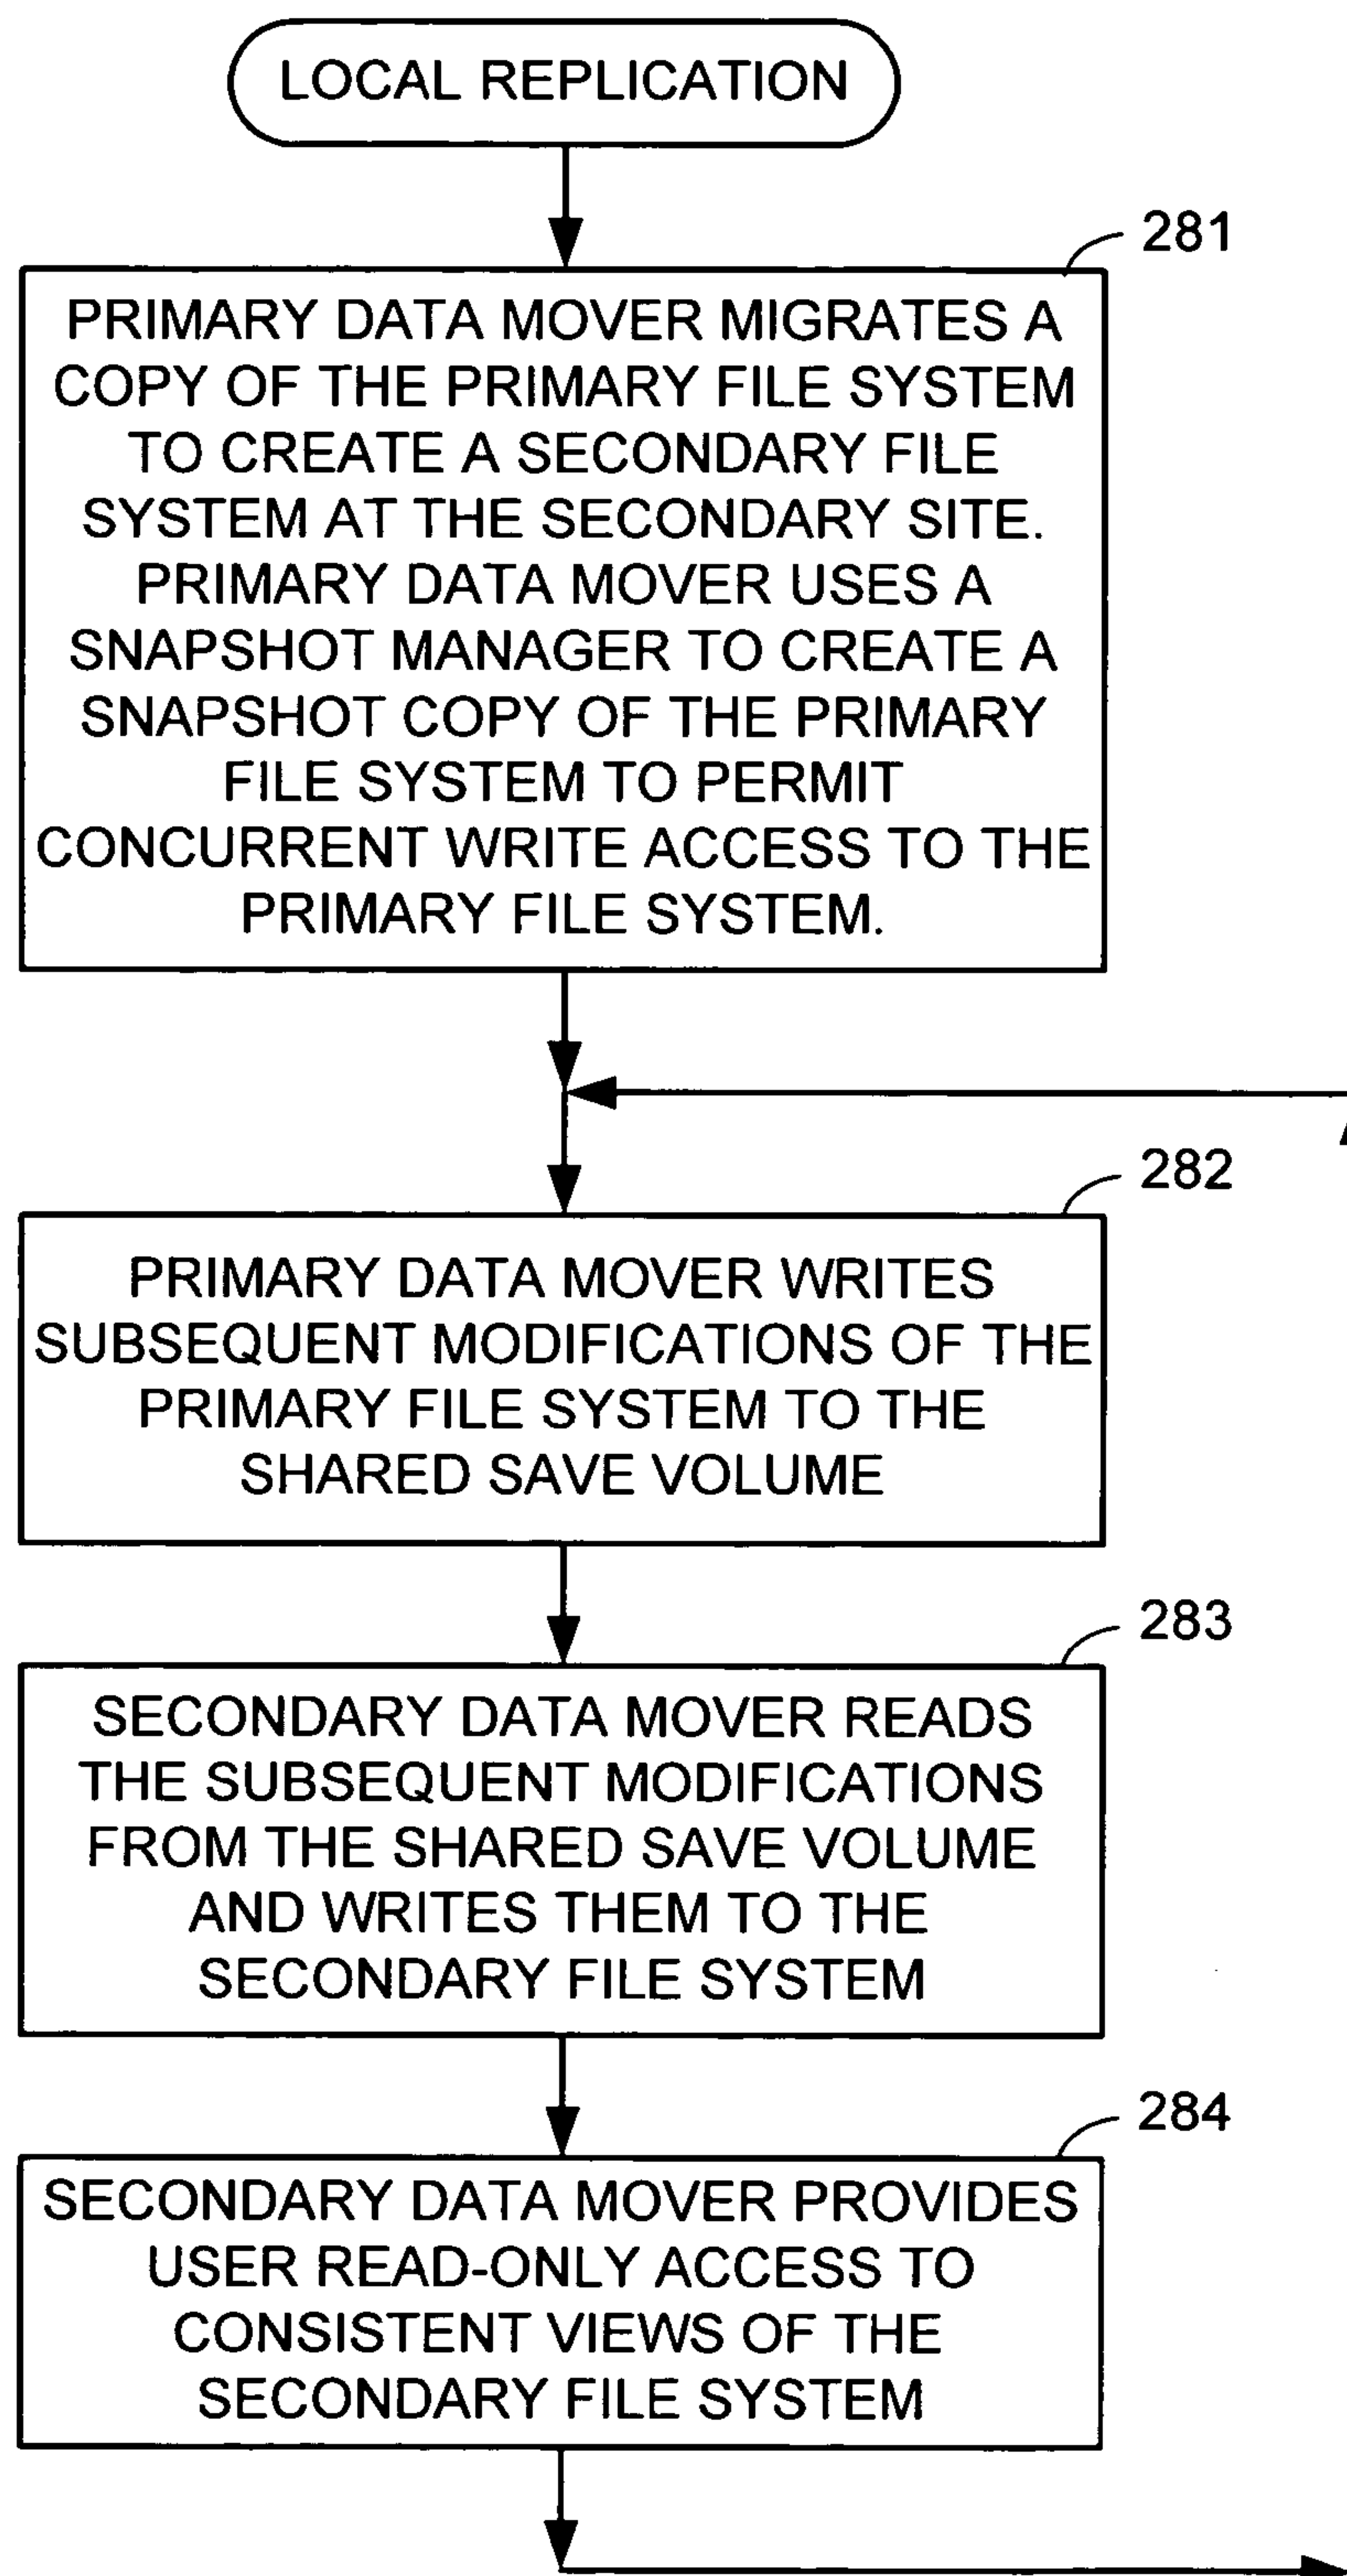 LOCAL REPLICATION
281
PRIMARY DATA MOVER MIGRATES A
COPY OF THE PRIMARY FILE SYSTEM
TO CREATE A SECONDARY FILE
SYSTEM AT THE SECONDARY SITE.
PRIMARY DATA MOVER USES A
SNAPSHOT MANAGER TO CREATE A
SNAPSHOT COPY OF THE PRIMARY
FILE SYSTEM TO PERMIT
CONCURRENT WRITE ACCESS TO THE
PRIMARY FILE SYSTEM.
282
PRIMARY DATA MOVER WRITES
SUBSEQUENT MODIFICATIONS OF THE
PRIMARY FILE SYSTEM TO THE
SHARED SAVE VOLUME
283
SECONDARY DATA MOVER READS
THE SUBSEQUENT MODIFICATIONS
FROM THE SHARED SAVE VOLUME
AND WRITES THEM TO THE
SECONDARY FILE SYSTEM
284
SECONDARY DATA MOVER PROVIDES
USER READ-ONLY ACCESS TO
CONSISTENT VIEWS OF THE
SECONDARY FILE SYSTEM